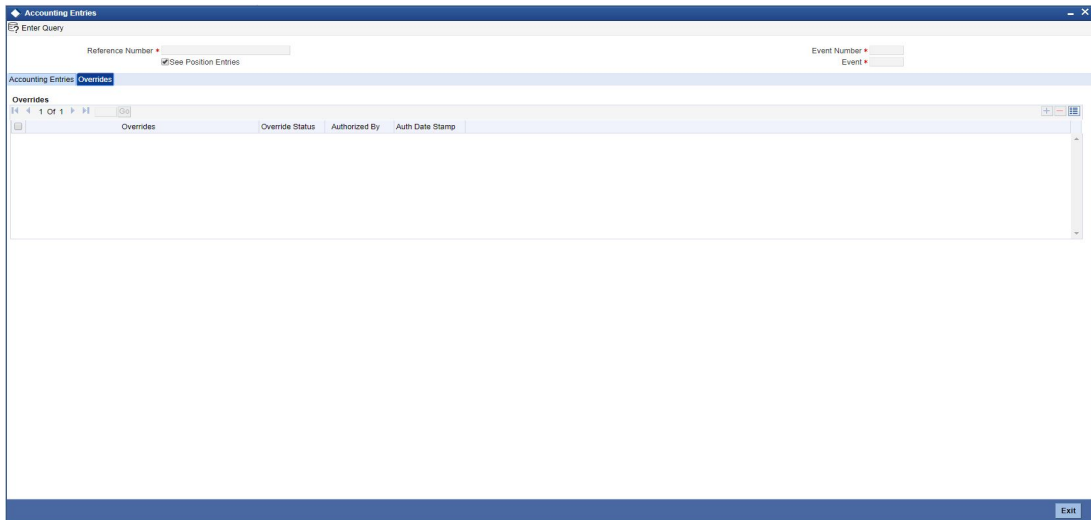 Accounting Entries
Enter Query
Reference Number *
Event Number *
See Position Entries
Event *
Accounting Entries Overrides
Overrides
1 Of 1 Go
Overrides Override Status Authorized By Auth Date Stamp
Exit